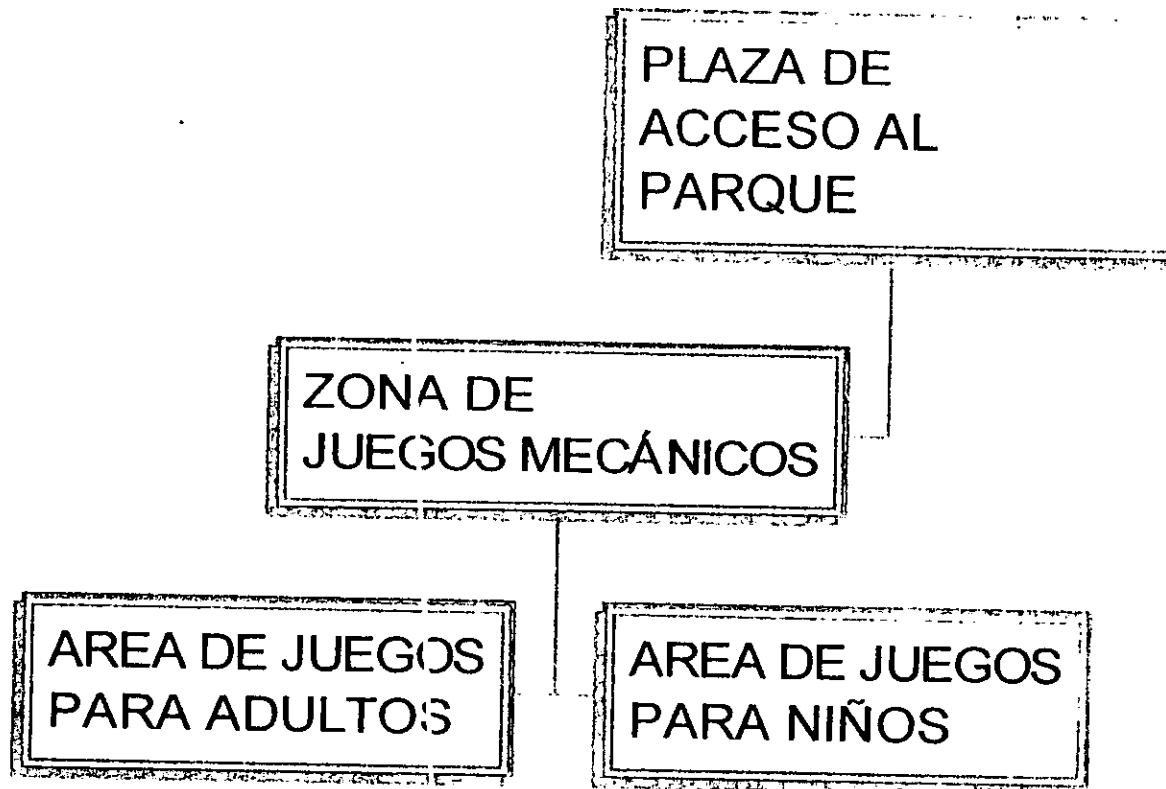 PLAZA DE
ACCESO AL
PARQUE
ZONA DE
JUEGOS MECÁNICOS
AREA DE JUEGOS
PARA ADULTOS
AREA DE JUEGOS
PARA NIÑOS